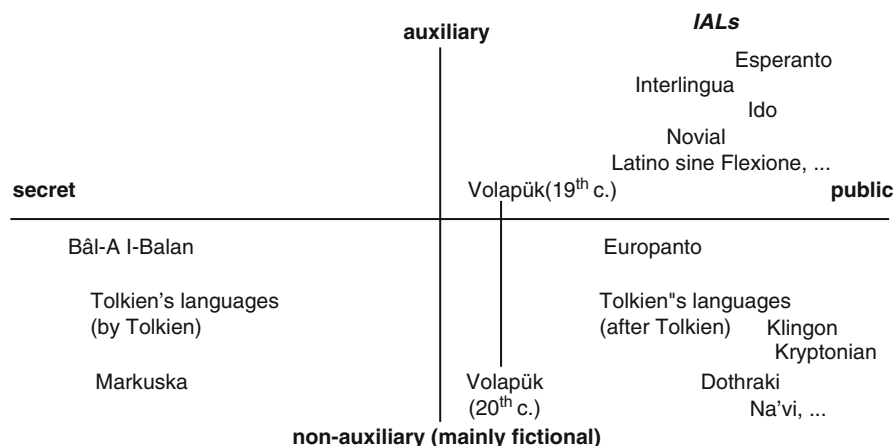 IALs
auxiliary
Esperanto
Interlingua
Ido
Novial
Latino sine Flexione, ...
secret
Volapük(19th c.)
public
Bâl-A I-Balan
Europanto
Tolkien's languages
(by Tolkien)
Tolkien"s languages
(after Tolkien)
Klingon
Kryptonian
Markuska
Volapük
(20th c.)
Dothraki
Na'vi, ...
non-auxiliary (mainly fictional)